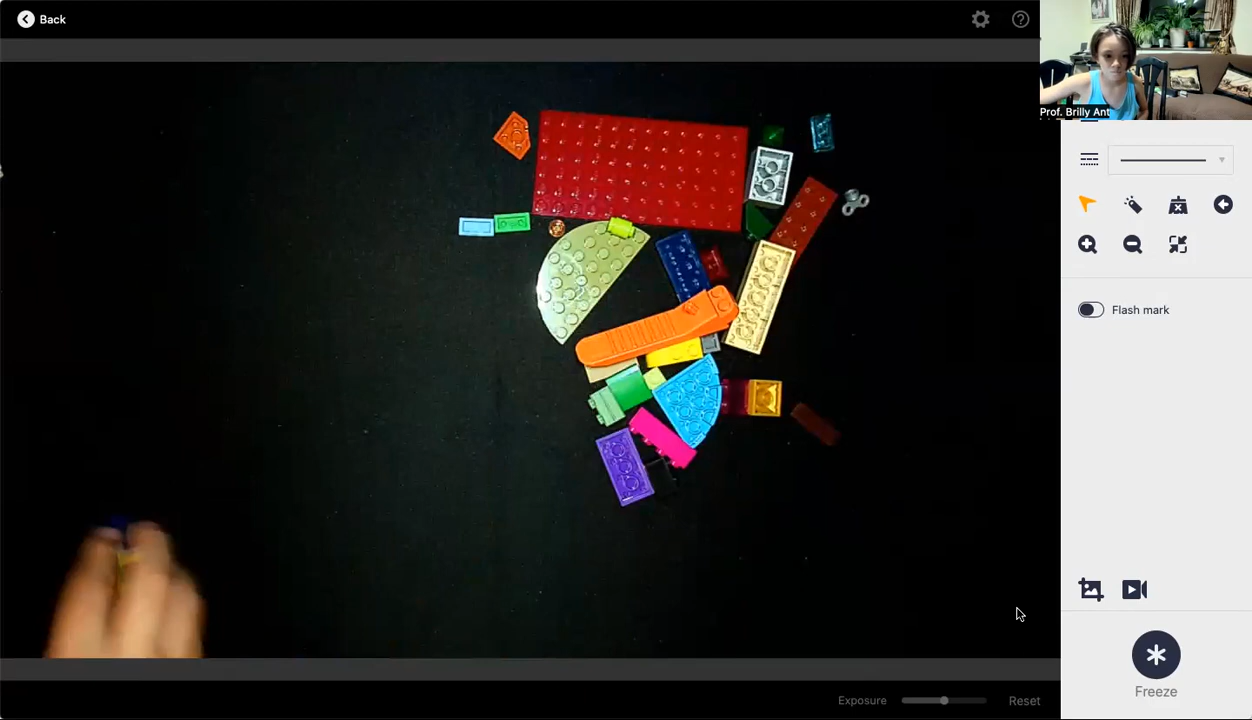 Back
Prof. Brilly Ant
Flash mark
Freeze
Exposure
Reset